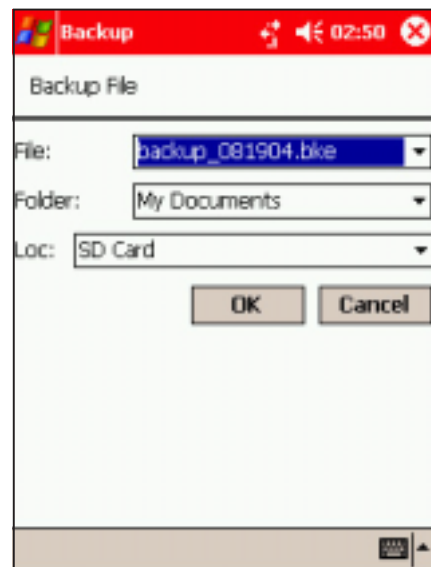 Backup 02:50
Backup File
File: backup_081904.bke
Folder: My Documents
Loc: SD Card
OK Cancel